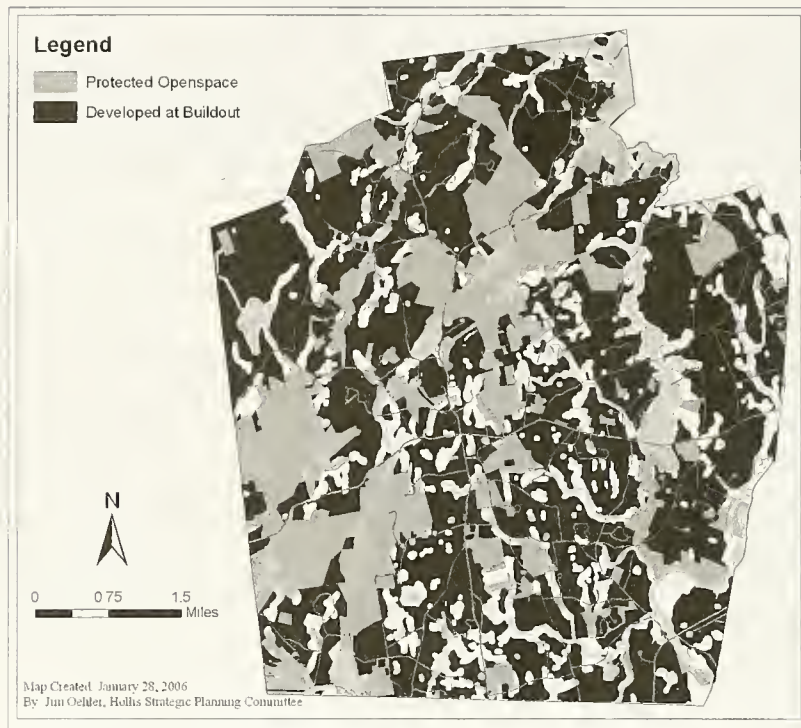 Legend
Protected Openspace
Developed at Buildout
N
0 0.75 1.5
Miles
Map Created January 28, 2006
By Jim Oehler, Hollis Strategic Planning Committee